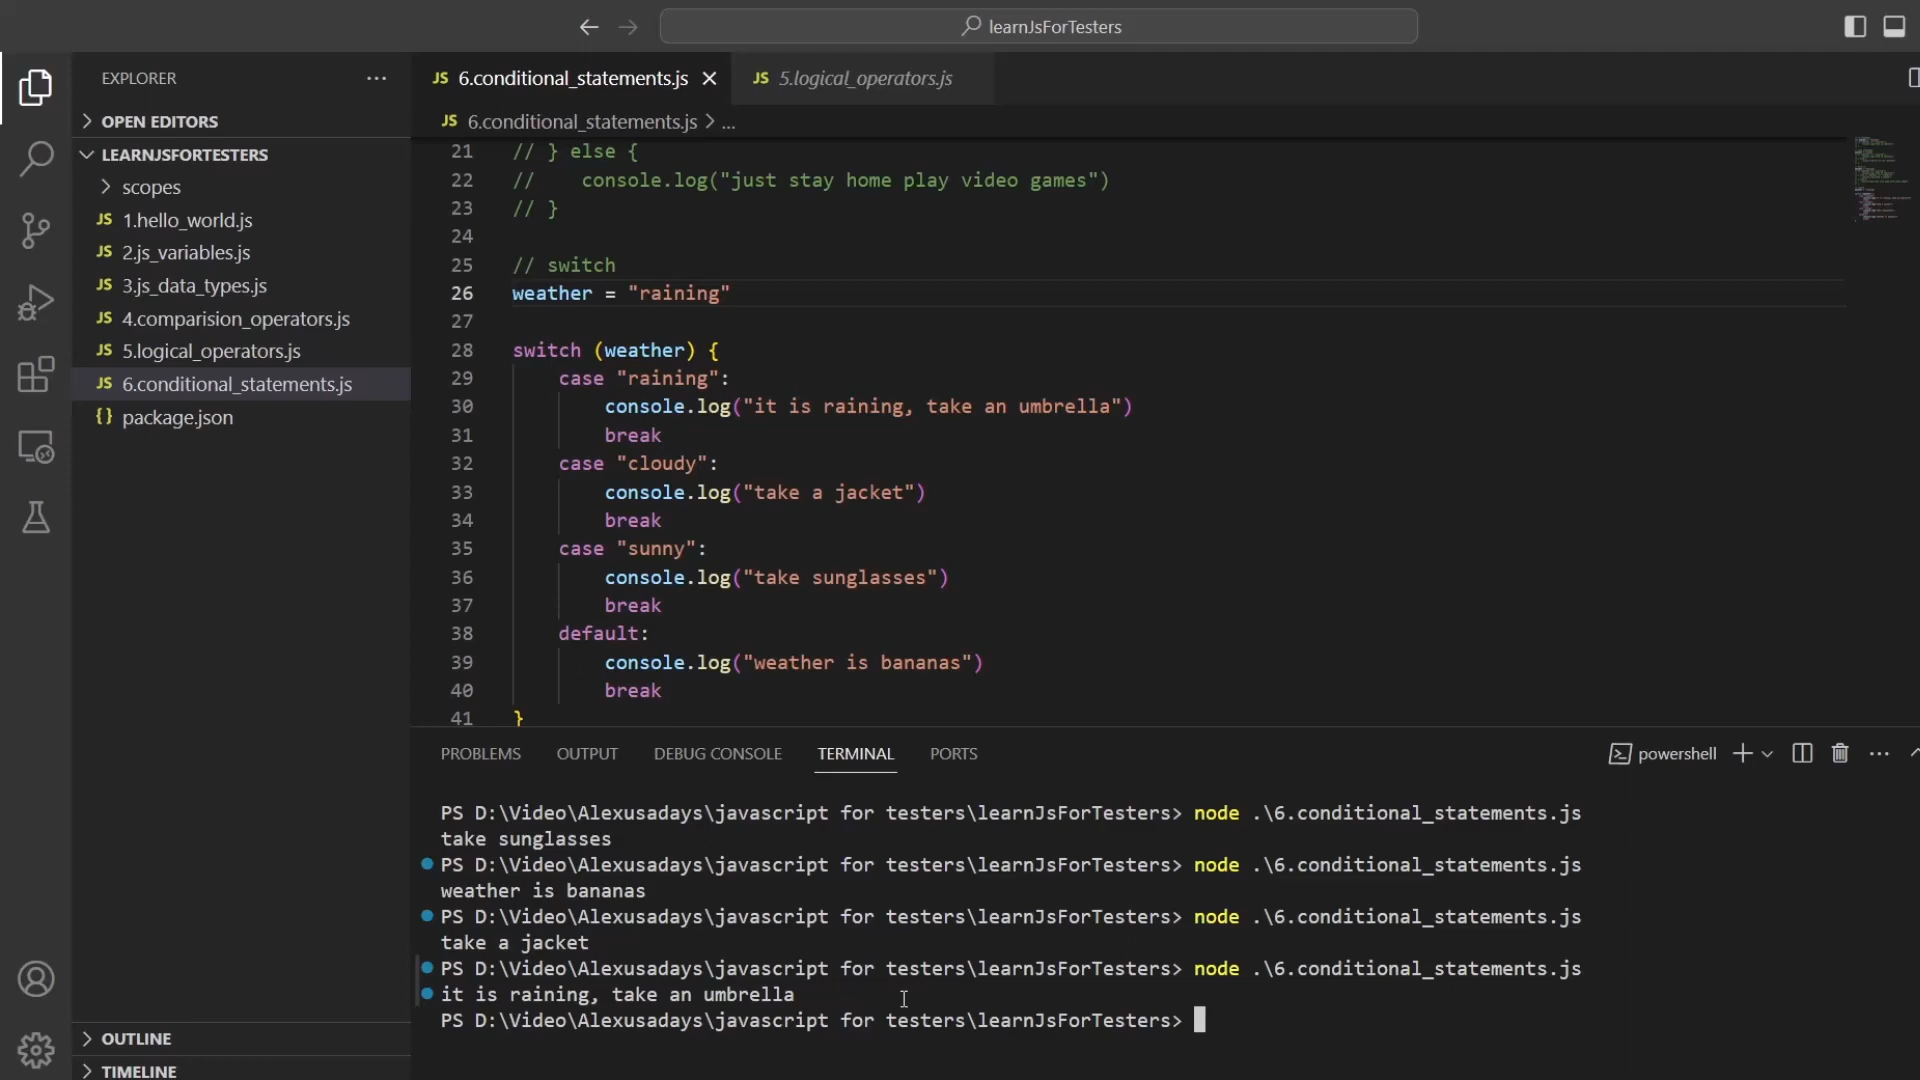 learnJsForTesters
EXPLORER
OPEN EDITORS
LEARNJSFORTESTERS
scopes
JS 1.hello_world.js
JS 2.js_variables.js
JS 3.js_data_types.js
JS 4.comparision_operators.js
JS 5.logical_operators.js
JS 6.conditional_statements.js
{} package.json
OUTLINE
TIMELINE
JS 6.conditional_statements.js
JS 5.logical_operators.js
JS 6.conditional_statements.js > ...
21 // } else {
22 //     console.log("just stay home play video games")
23 // }
24
25 // switch
26 weather = "raining"
27
28 switch (weather) {
29     case "raining":
30         console.log("it is raining, take an umbrella")
31         break
32     case "cloudy":
33         console.log("take a jacket")
34         break
35     case "sunny":
36         console.log("take sunglasses")
37         break
38     default:
39         console.log("weather is bananas")
40         break
41 }
PROBLEMS OUTPUT DEBUG CONSOLE TERMINAL PORTS
powershell
PS D:\Video\Alexusadays\javascript for testers\learnJsForTesters> node .\6.conditional_statements.js
take sunglasses
PS D:\Video\Alexusadays\javascript for testers\learnJsForTesters> node .\6.conditional_statements.js
weather is bananas
PS D:\Video\Alexusadays\javascript for testers\learnJsForTesters> node .\6.conditional_statements.js
take a jacket
PS D:\Video\Alexusadays\javascript for testers\learnJsForTesters> node .\6.conditional_statements.js
it is raining, take an umbrella
PS D:\Video\Alexusadays\javascript for testers\learnJsForTesters>